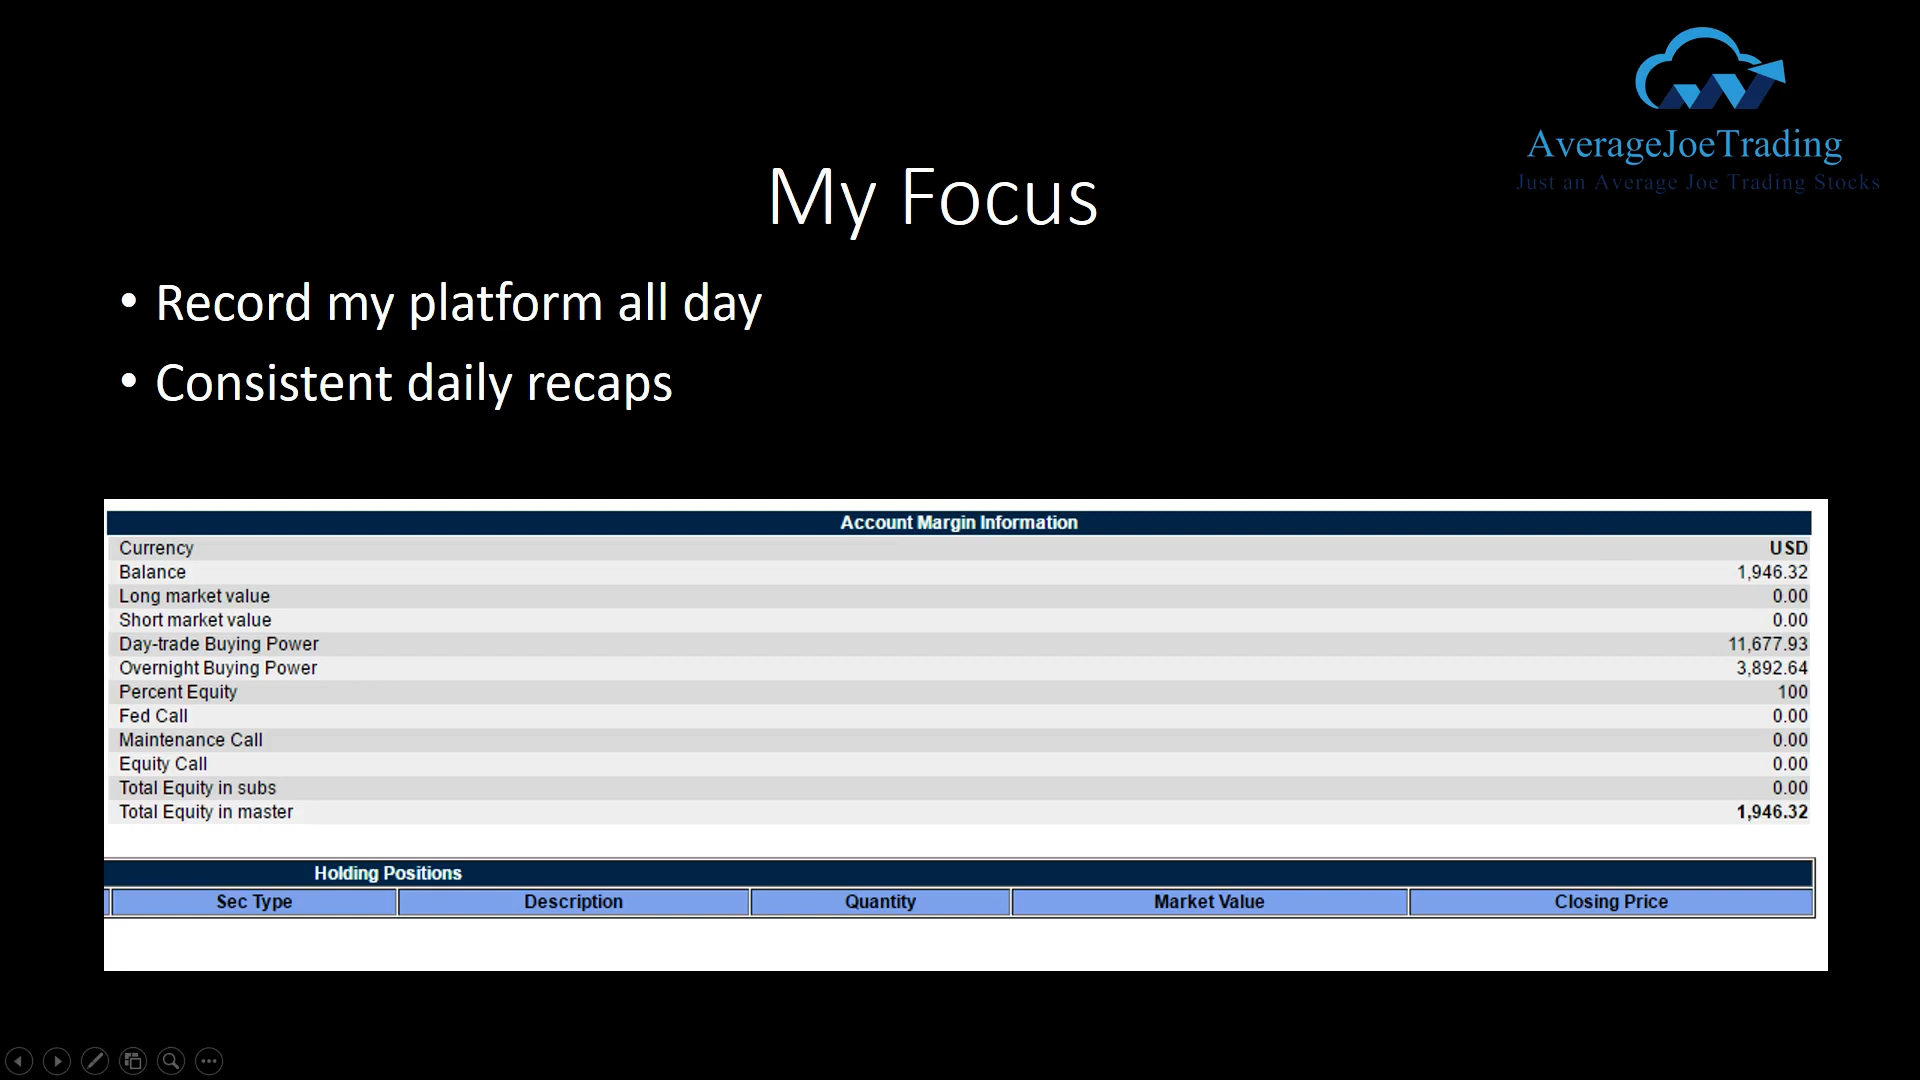 AverageJoeTrading
Just an Average Joe Trading Stocks
My Focus
• Record my platform all day
• Consistent daily recaps
Account Margin Information
Currency USD
Balance 1,946.32
Long market value 0.00
Short market value 0.00
Day-trade Buying Power 11,677.93
Overnight Buying Power 3,892.64
Percent Equity 100
Fed Call 0.00
Maintenance Call 0.00
Equity Call 0.00
Total Equity in subs 0.00
Total Equity in master 1,946.32
Holding Positions
Sec Type Description Quantity Market Value Closing Price